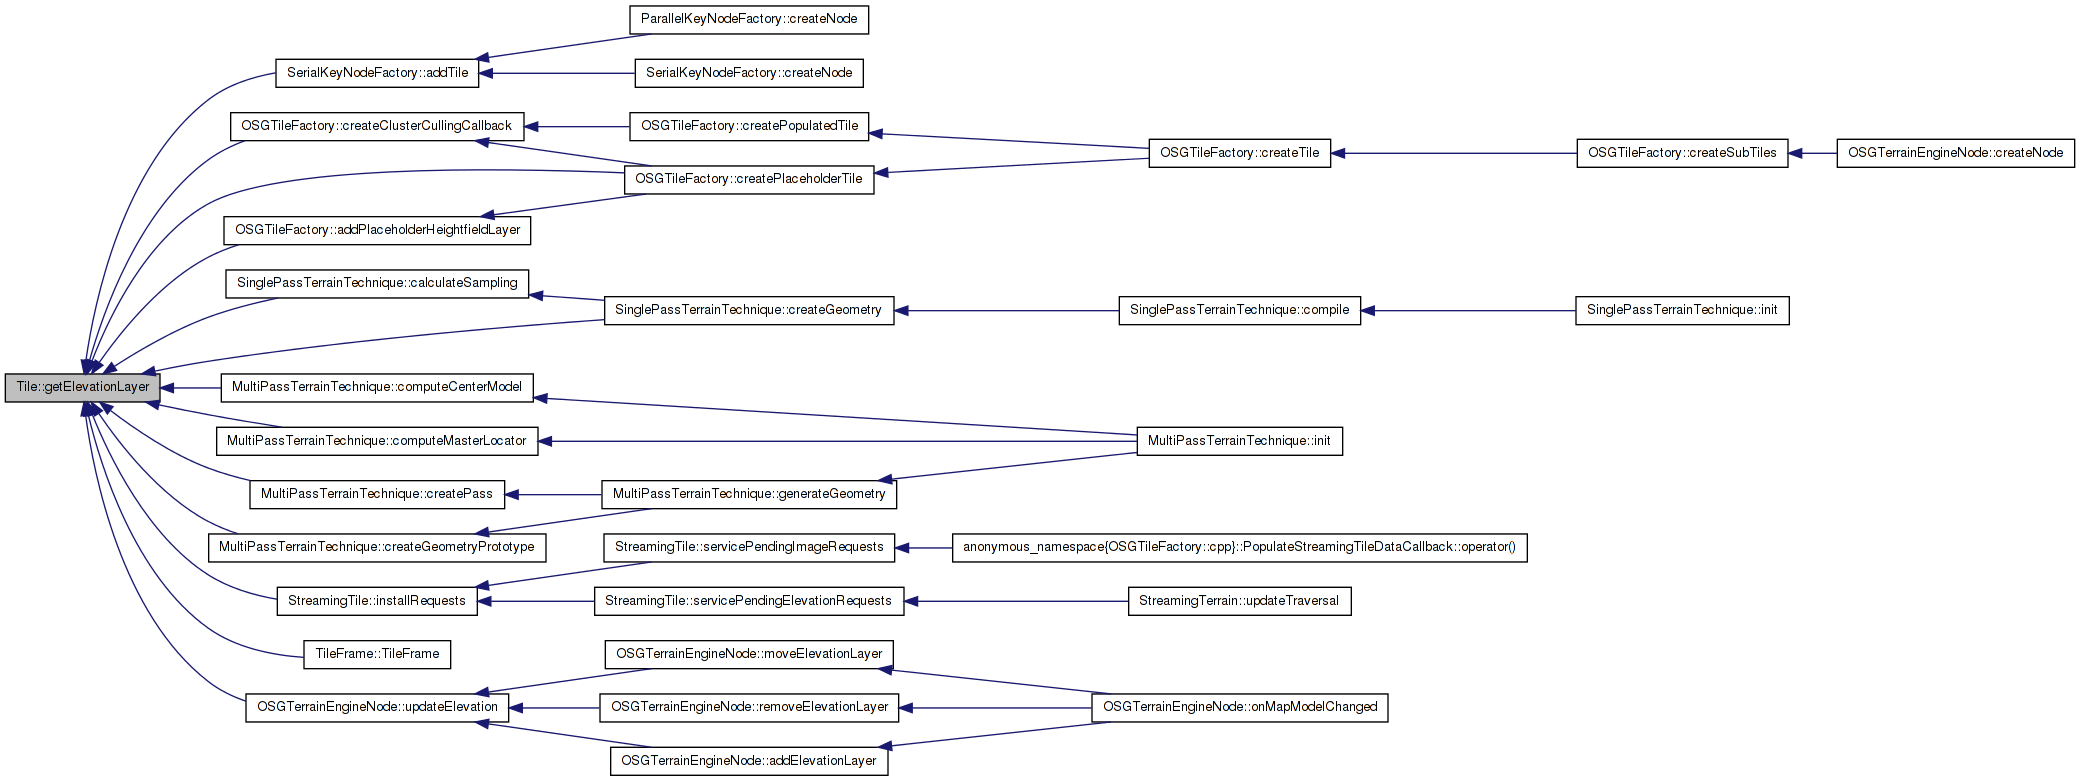 ParallelKeyNodeFactory::createNode
SerialKeyNodeFactory::addTile
SerialKeyNodeFactory::createNode
OSGTileFactory::createClusterCullingCallback
OSGTileFactory::createPopulatedTile
OSGTileFactory::createTile
OSGTileFactory::createSubTiles
OSGTerrainEngineNode::createNode
OSGTileFactory::createPlaceholderTile
OSGTileFactory::addPlaceholderHeightfieldLayer
SinglePassTerrainTechnique::calculateSampling
SinglePassTerrainTechnique::createGeometry
SinglePassTerrainTechnique::compile
SinglePassTerrainTechnique::init
Tile::getElevationLayer
MultiPassTerrainTechnique::computeCenterModel
MultiPassTerrainTechnique::computeMasterLocator
MultiPassTerrainTechnique::init
MultiPassTerrainTechnique::createPass
MultiPassTerrainTechnique::generateGeometry
MultiPassTerrainTechnique::createGeometryPrototype
StreamingTile::servicePendingImageRequests
anonymous_namespace{OSGTileFactory::cpp}::PopulateStreamingTileDataCallback::operator()
StreamingTile::installRequests
StreamingTile::servicePendingElevationRequests
StreamingTerrain::updateTraversal
TileFrame::TileFrame
OSGTerrainEngineNode::moveElevationLayer
OSGTerrainEngineNode::updateElevation
OSGTerrainEngineNode::removeElevationLayer
OSGTerrainEngineNode::onMapModelChanged
OSGTerrainEngineNode::addElevationLayer